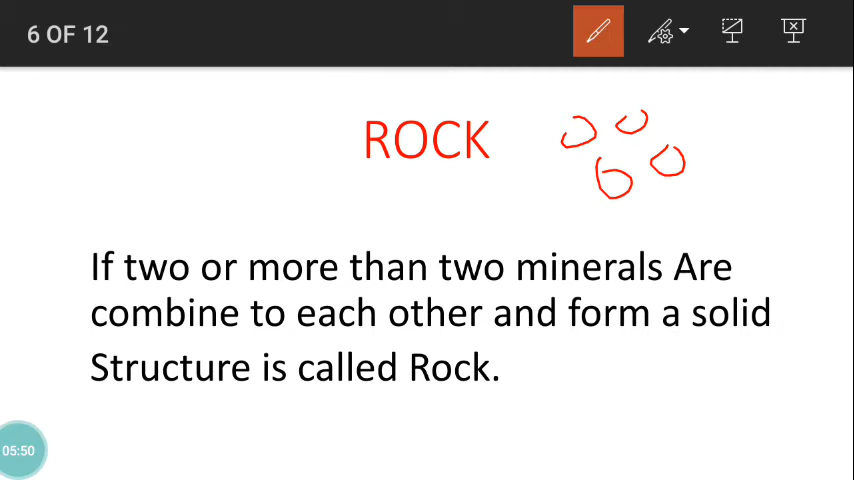 6 OF 12
ROCK
If two or more than two minerals Are
combine to each other and form a solid
Structure is called Rock.
05:50